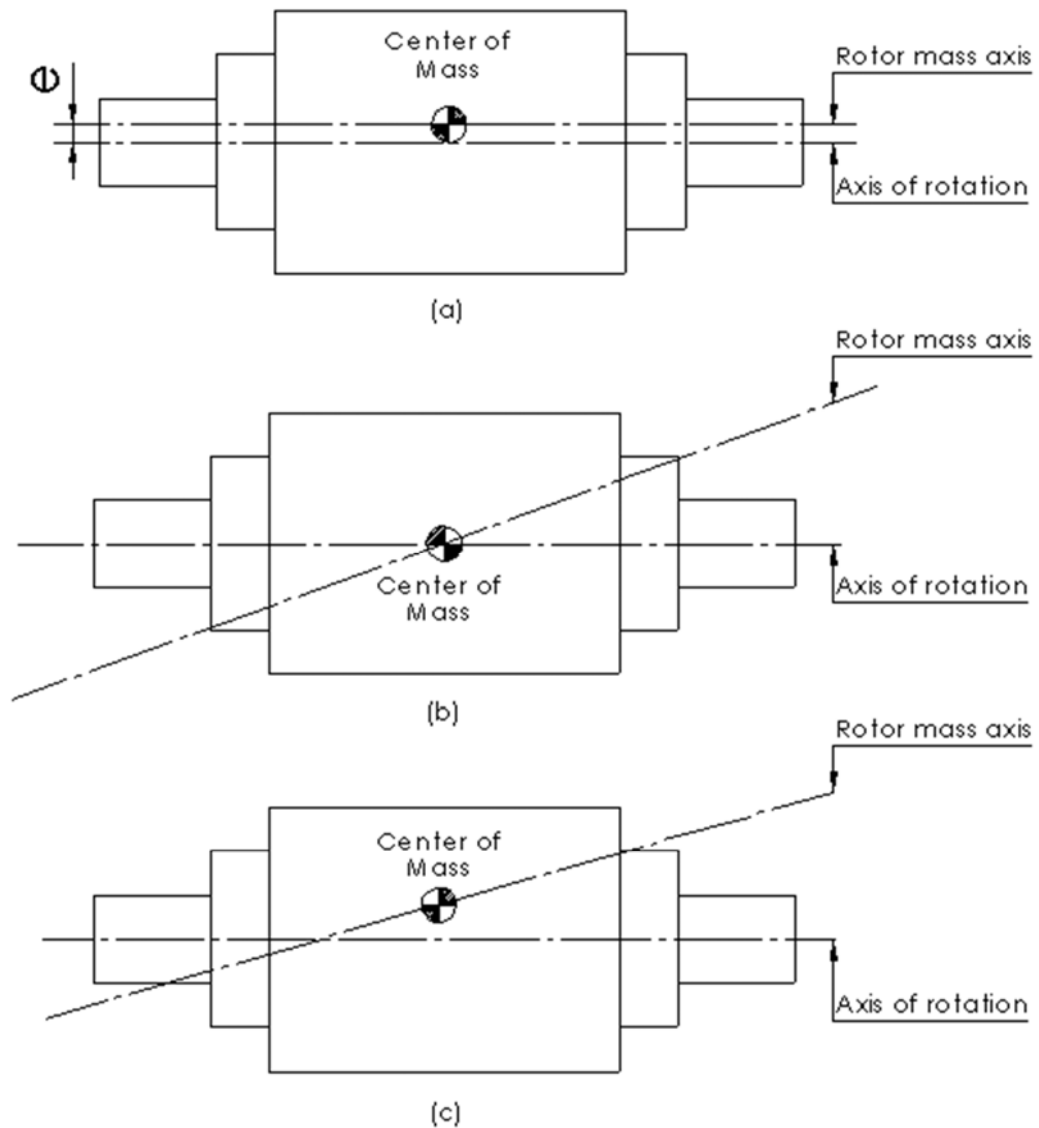 Center of
Mass
Rotor mass axis
e
Axis of rotation
(a)
Rotor mass axis
Center of
Mass
Axis of rotation
(b)
Rotor mass axis
Center of
Mass
Axis of rotation
(c)